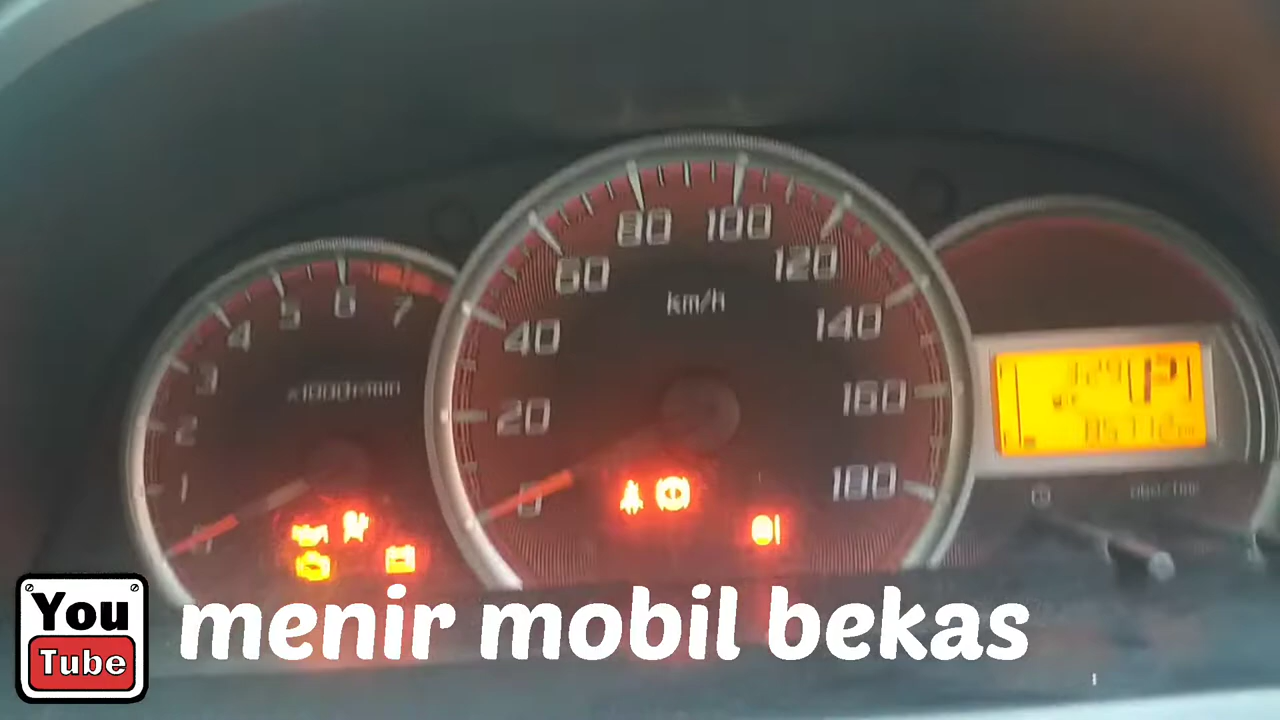 80 100
60 120
km/h
5 6 7
4 40 140
3
x1000r/min
2 20 160
P
1 0 180
You
Tube
menir mobil bekas